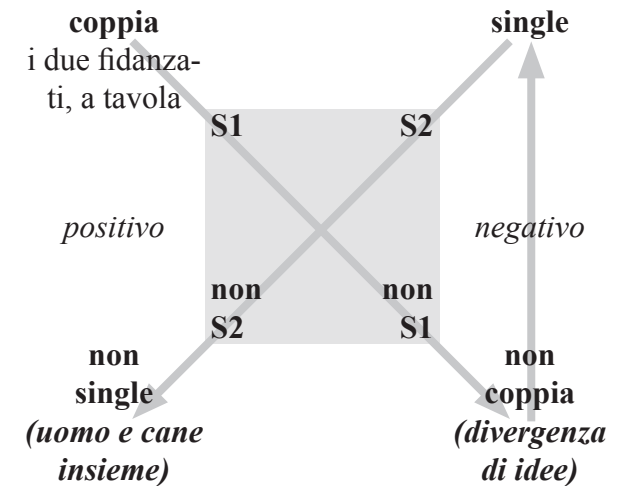 coppia
i due fidanza-
ti, a tavola
single
S1
S2
positivo
negativo
non
S2
non
S1
non
single
(uomo e cane
insieme)
non
coppia
(divergenza
di idee)